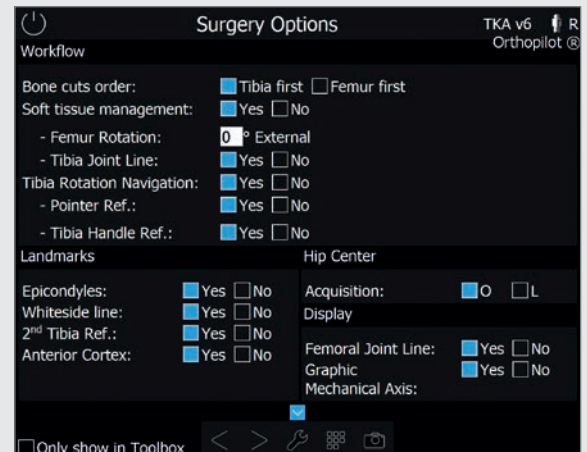 Surgery Options
TKA v6 R
Orthopilot ®
Workflow
Bone cuts order: Tibia first Femur first
Soft tissue management: Yes No
- Femur Rotation: 0 ° External
- Tibia Joint Line: Yes No
Tibia Rotation Navigation: Yes No
- Pointer Ref.: Yes No
- Tibia Handle Ref.: Yes No
Landmarks
Epicondyles: Yes No
Whiteside line: Yes No
2nd Tibia Ref.: Yes No
Anterior Cortex: Yes No
Hip Center
Acquisition: O L
Display
Femoral Joint Line: Yes No
Graphic Yes No
Mechanical Axis:
Only show in Toolbox